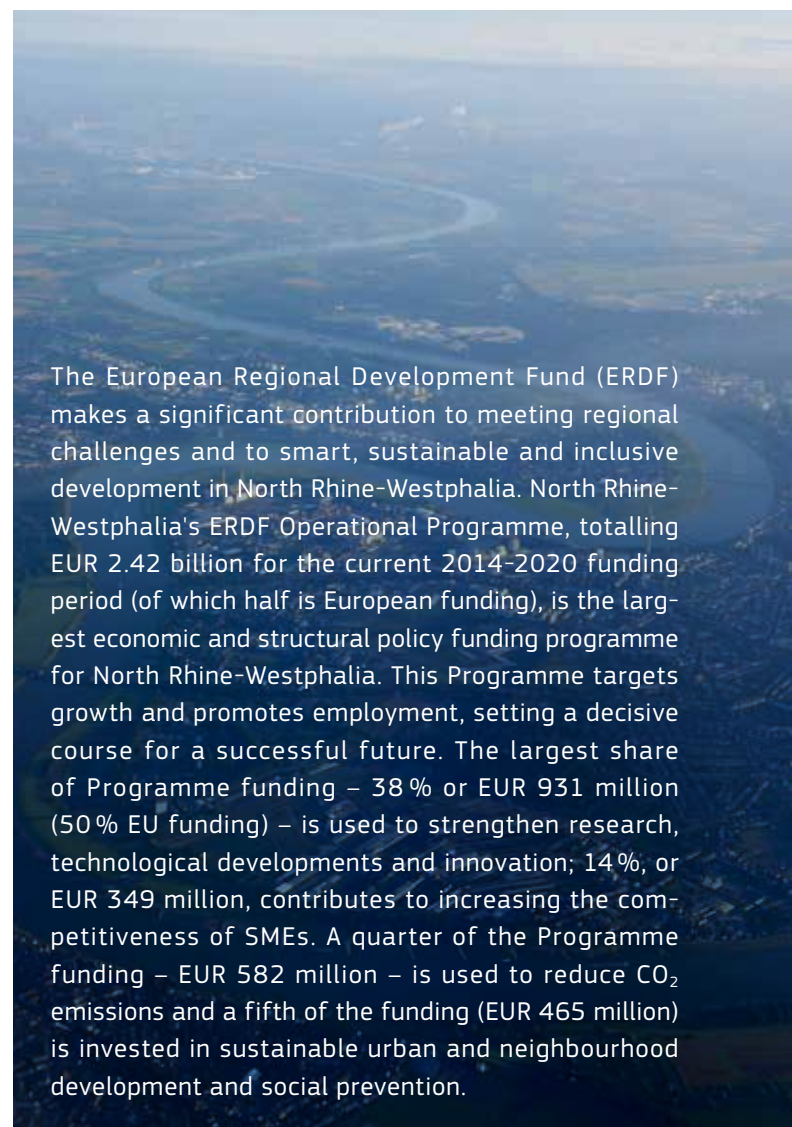 The European Regional Development Fund (ERDF)
makes a significant contribution to meeting regional
challenges and to smart, sustainable and inclusive
development in North Rhine-Westphalia. North Rhine-
Westphalia's ERDF Operational Programme, totalling
EUR 2.42 billion for the current 2014-2020 funding
period (of which half is European funding), is the larg-
est economic and structural policy funding programme
for North Rhine-Westphalia. This Programme targets
growth and promotes employment, setting a decisive
course for a successful future. The largest share
of Programme funding – 38 % or EUR 931 million
(50 % EU funding) – is used to strengthen research,
technological developments and innovation; 14 %, or
EUR 349 million, contributes to increasing the com-
petitiveness of SMEs. A quarter of the Programme
funding – EUR 582 million – is used to reduce CO₂
emissions and a fifth of the funding (EUR 465 million)
is invested in sustainable urban and neighbourhood
development and social prevention.